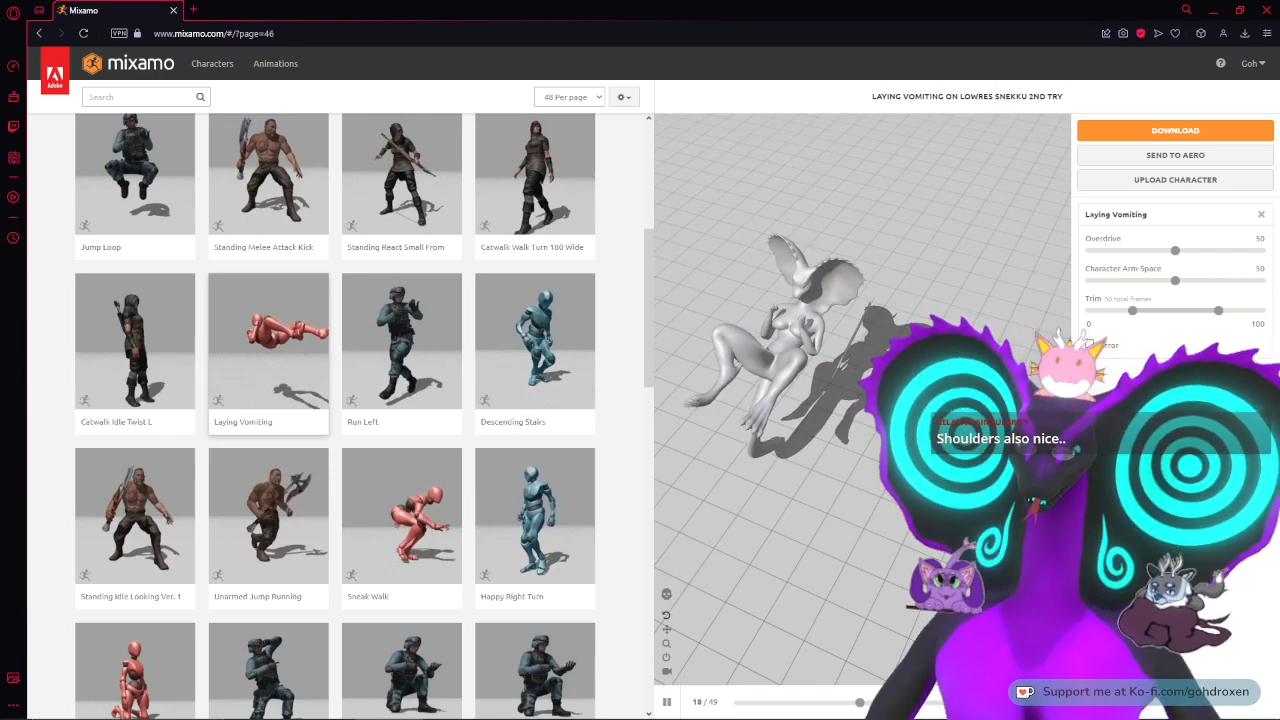 Mixamo
VPN
www.mixamo.com/#/?page=46
Adobe
mixamo
Characters
Animations
Goh
Search
48 Per page
LAYING VOMITING ON LOWRES SNEKKU 2ND TRY
Jump Loop
Standing Melee Attack Kick
Standing React Small From
Catwalk Walk Turn 180 Wide
Catwalk Idle Twist L
Laying Vomiting
Run Left
Descending Stairs
Standing Idle Looking Ver. 1
Unarmed Jump Running
Sneak Walk
Happy Right Turn
DOWNLOAD
SEND TO AERO
UPLOAD CHARACTER
Laying Vomiting
Overdrive
50
Character Arm-Space
50
Trim 50 total frames
0
100
Shoulders also nice..
18 / 49
Support me at Ko-fi.com/gohdroxen